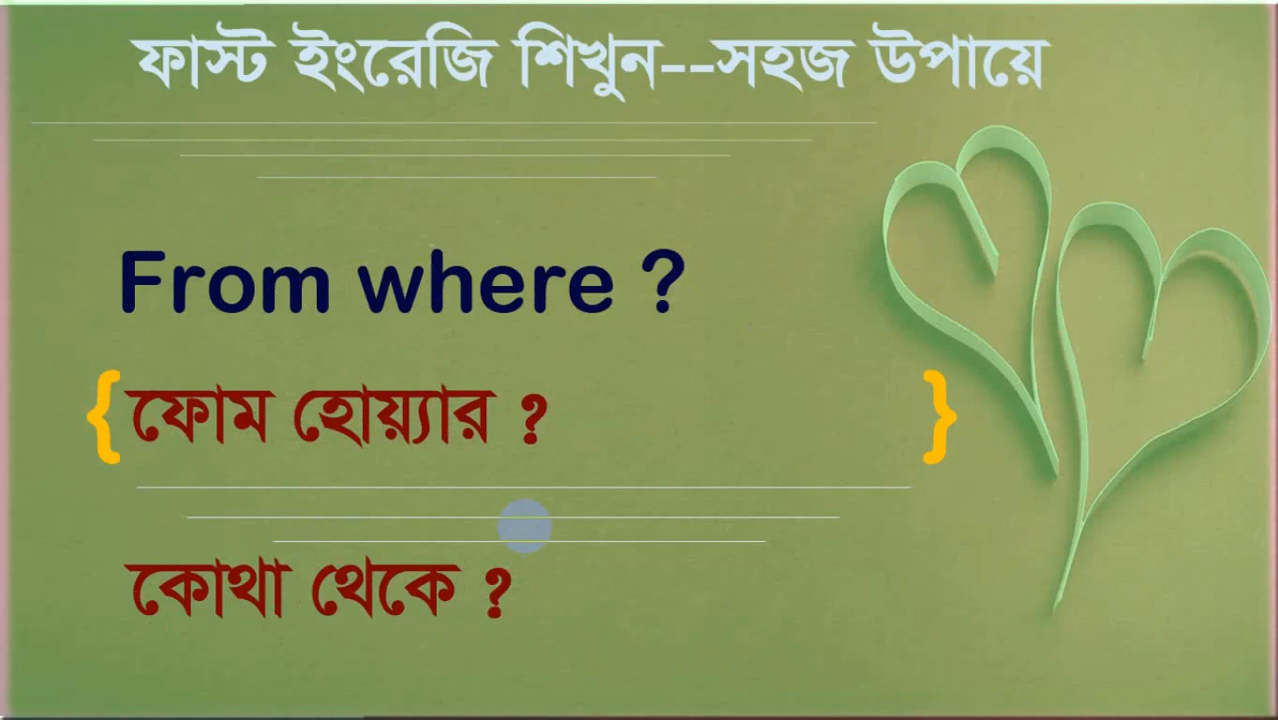 ফাস্ট ইংরেজি শিখুন--সহজ উপায়ে
From where ?
{ ফোম হোয়্যার ? }
কোথা থেকে ?